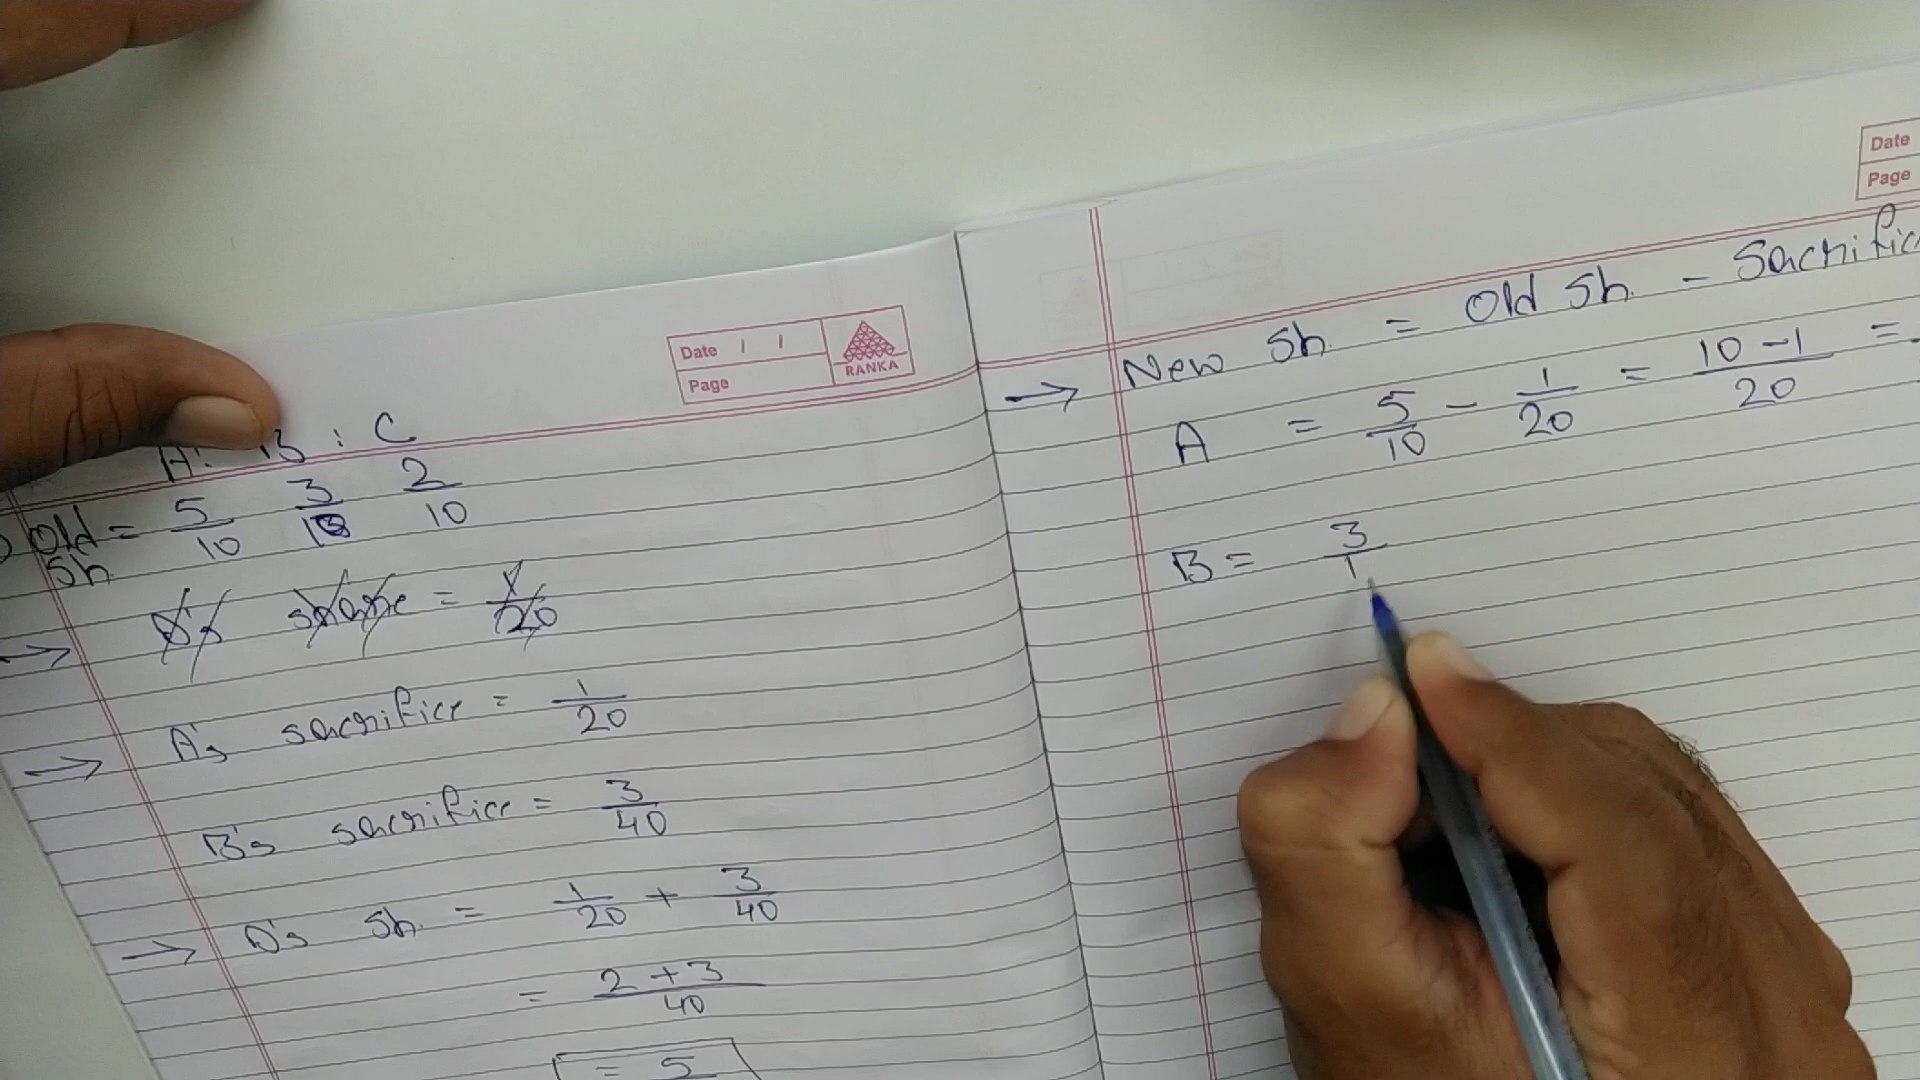 Date / /
Page
RANKA
A : B : C
Old Sh = 5/10 3/10 2/10
→ D's share = 1/20
→ A's sacrifice = 1/20
B's sacrifice = 3/40
→ D's Sh. = 1/20 + 3/40
= 2+3/40
= 5
Date
Page
→ New Sh. = Old Sh. - Sacrific
A = 5/10 - 1/20 = 10-1/20 =
B = 3/1